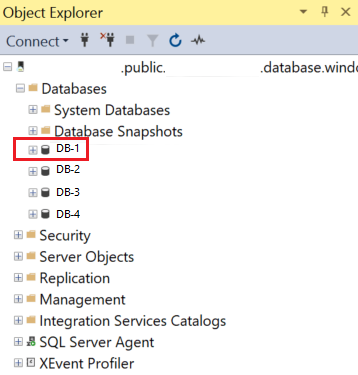 Object Explorer
Connect
.public. .database.windo
Databases
System Databases
Database Snapshots
DB-1
DB-2
DB-3
DB-4
Security
Server Objects
Replication
Management
Integration Services Catalogs
SQL Server Agent
XEvent Profiler